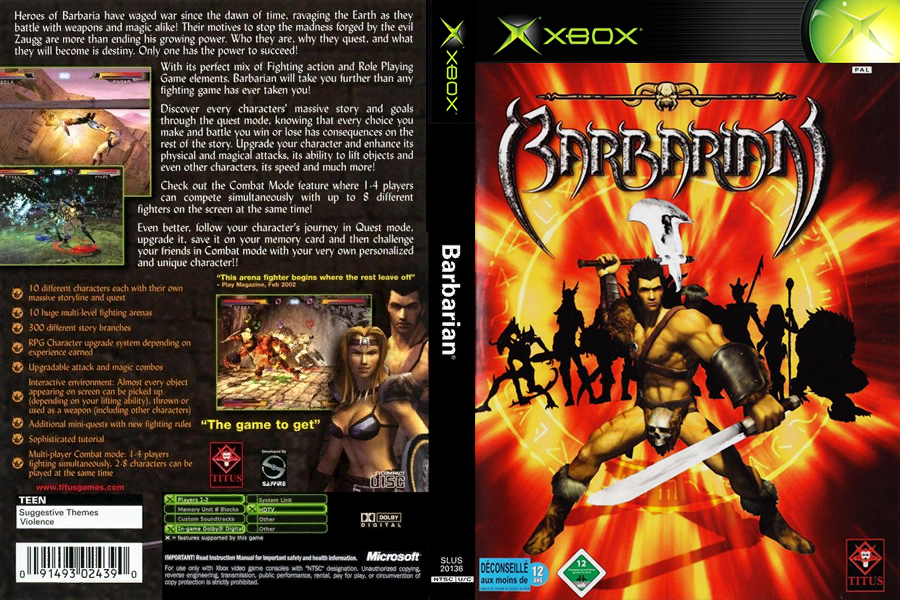 Heroes of Barbaria have waged war since the dawn of time, ravaging the Earth as they
battle with weapons and magic alike! Their motives to stop the madness forged by the evil
Zaugg are more than ending his growing power. Who they are, why they quest, and what
they will become is destiny. Only one has the power to succeed!
With its perfect mix of Fighting action and Role Playing
Game elements, Barbarian will take you further than any
fighting game has ever taken you!
Discover every characters' massive story and goals
through the quest mode, knowing that every choice you
make and battle you win or lose has consequences on the
rest of the story. Upgrade your character and enhance its
physical and magical attacks, its ability to lift objects and
even other characters, its speed and much more!
Check out the Combat Mode feature where 1-4 players
can compete simultaneously with up to 8 different
fighters on the screen at the same time!
Even better, follow your character's journey in Quest mode,
upgrade it, save it on your memory card and then challenge
your friends in Combat mode with your very own personalized
and unique character!!
10 different characters each with their own
massive storyline and quest
10 huge multi-level fighting arenas
300 different story branches
RPG Character upgrade system depending on
experience earned
Upgradable attack and magic combos
Interactive environment: Almost every object
appearing on screen can be picked up
(depending on your lifting ability), thrown or
used as a weapon (including other characters)
Additional mini-quests with new fighting rules
Sophisticated tutorial
Multi-player Combat mode: 1-4 players
fighting simultaneously, 2-8 characters can be
played at the same time
www.titusgames.com
"This arena fighter begins where the rest leave off"
– Play Magazine, Feb 2002
"The game to get"
TITUS
Developed by
SAFFIRE
COMPACT
disc
TEEN
Suggestive Themes
Violence
Players 1-2
Memory Unit # Blocks
Custom Soundtracks
In-game Dolby® Digital
System Link
HDTV
Other
Other
X = features supported by this game
DOLBY
DIGITAL
0 91493 02439 0
IMPORTANT! Read Instruction Manual for important safety and health information.
Microsoft
For use only with Xbox video game consoles with "NTSC" designation. Unauthorized copying,
reverse engineering, transmission, public performance, rental, pay for play, or circumvention of
copy protection is strictly prohibited.
XBOX
Barbarian
SLUS
20136
NTSC U/C
XBOX
PAL
BARBARIAN
DÉCONSEILLÉ
aux moins de
12
ANS
12
TITUS